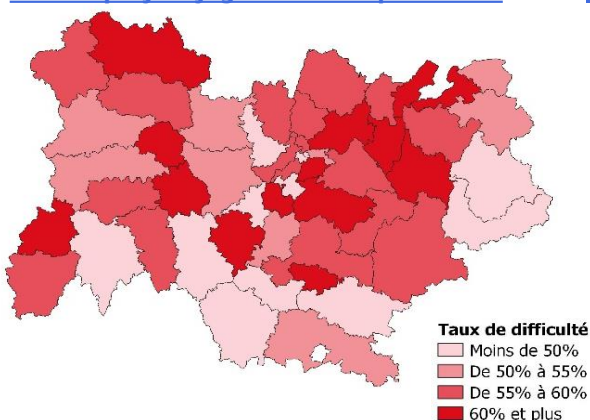 Taux de difficulté
Moins de 50%
De 50% à 55%
De 55% à 60%
60% et plus